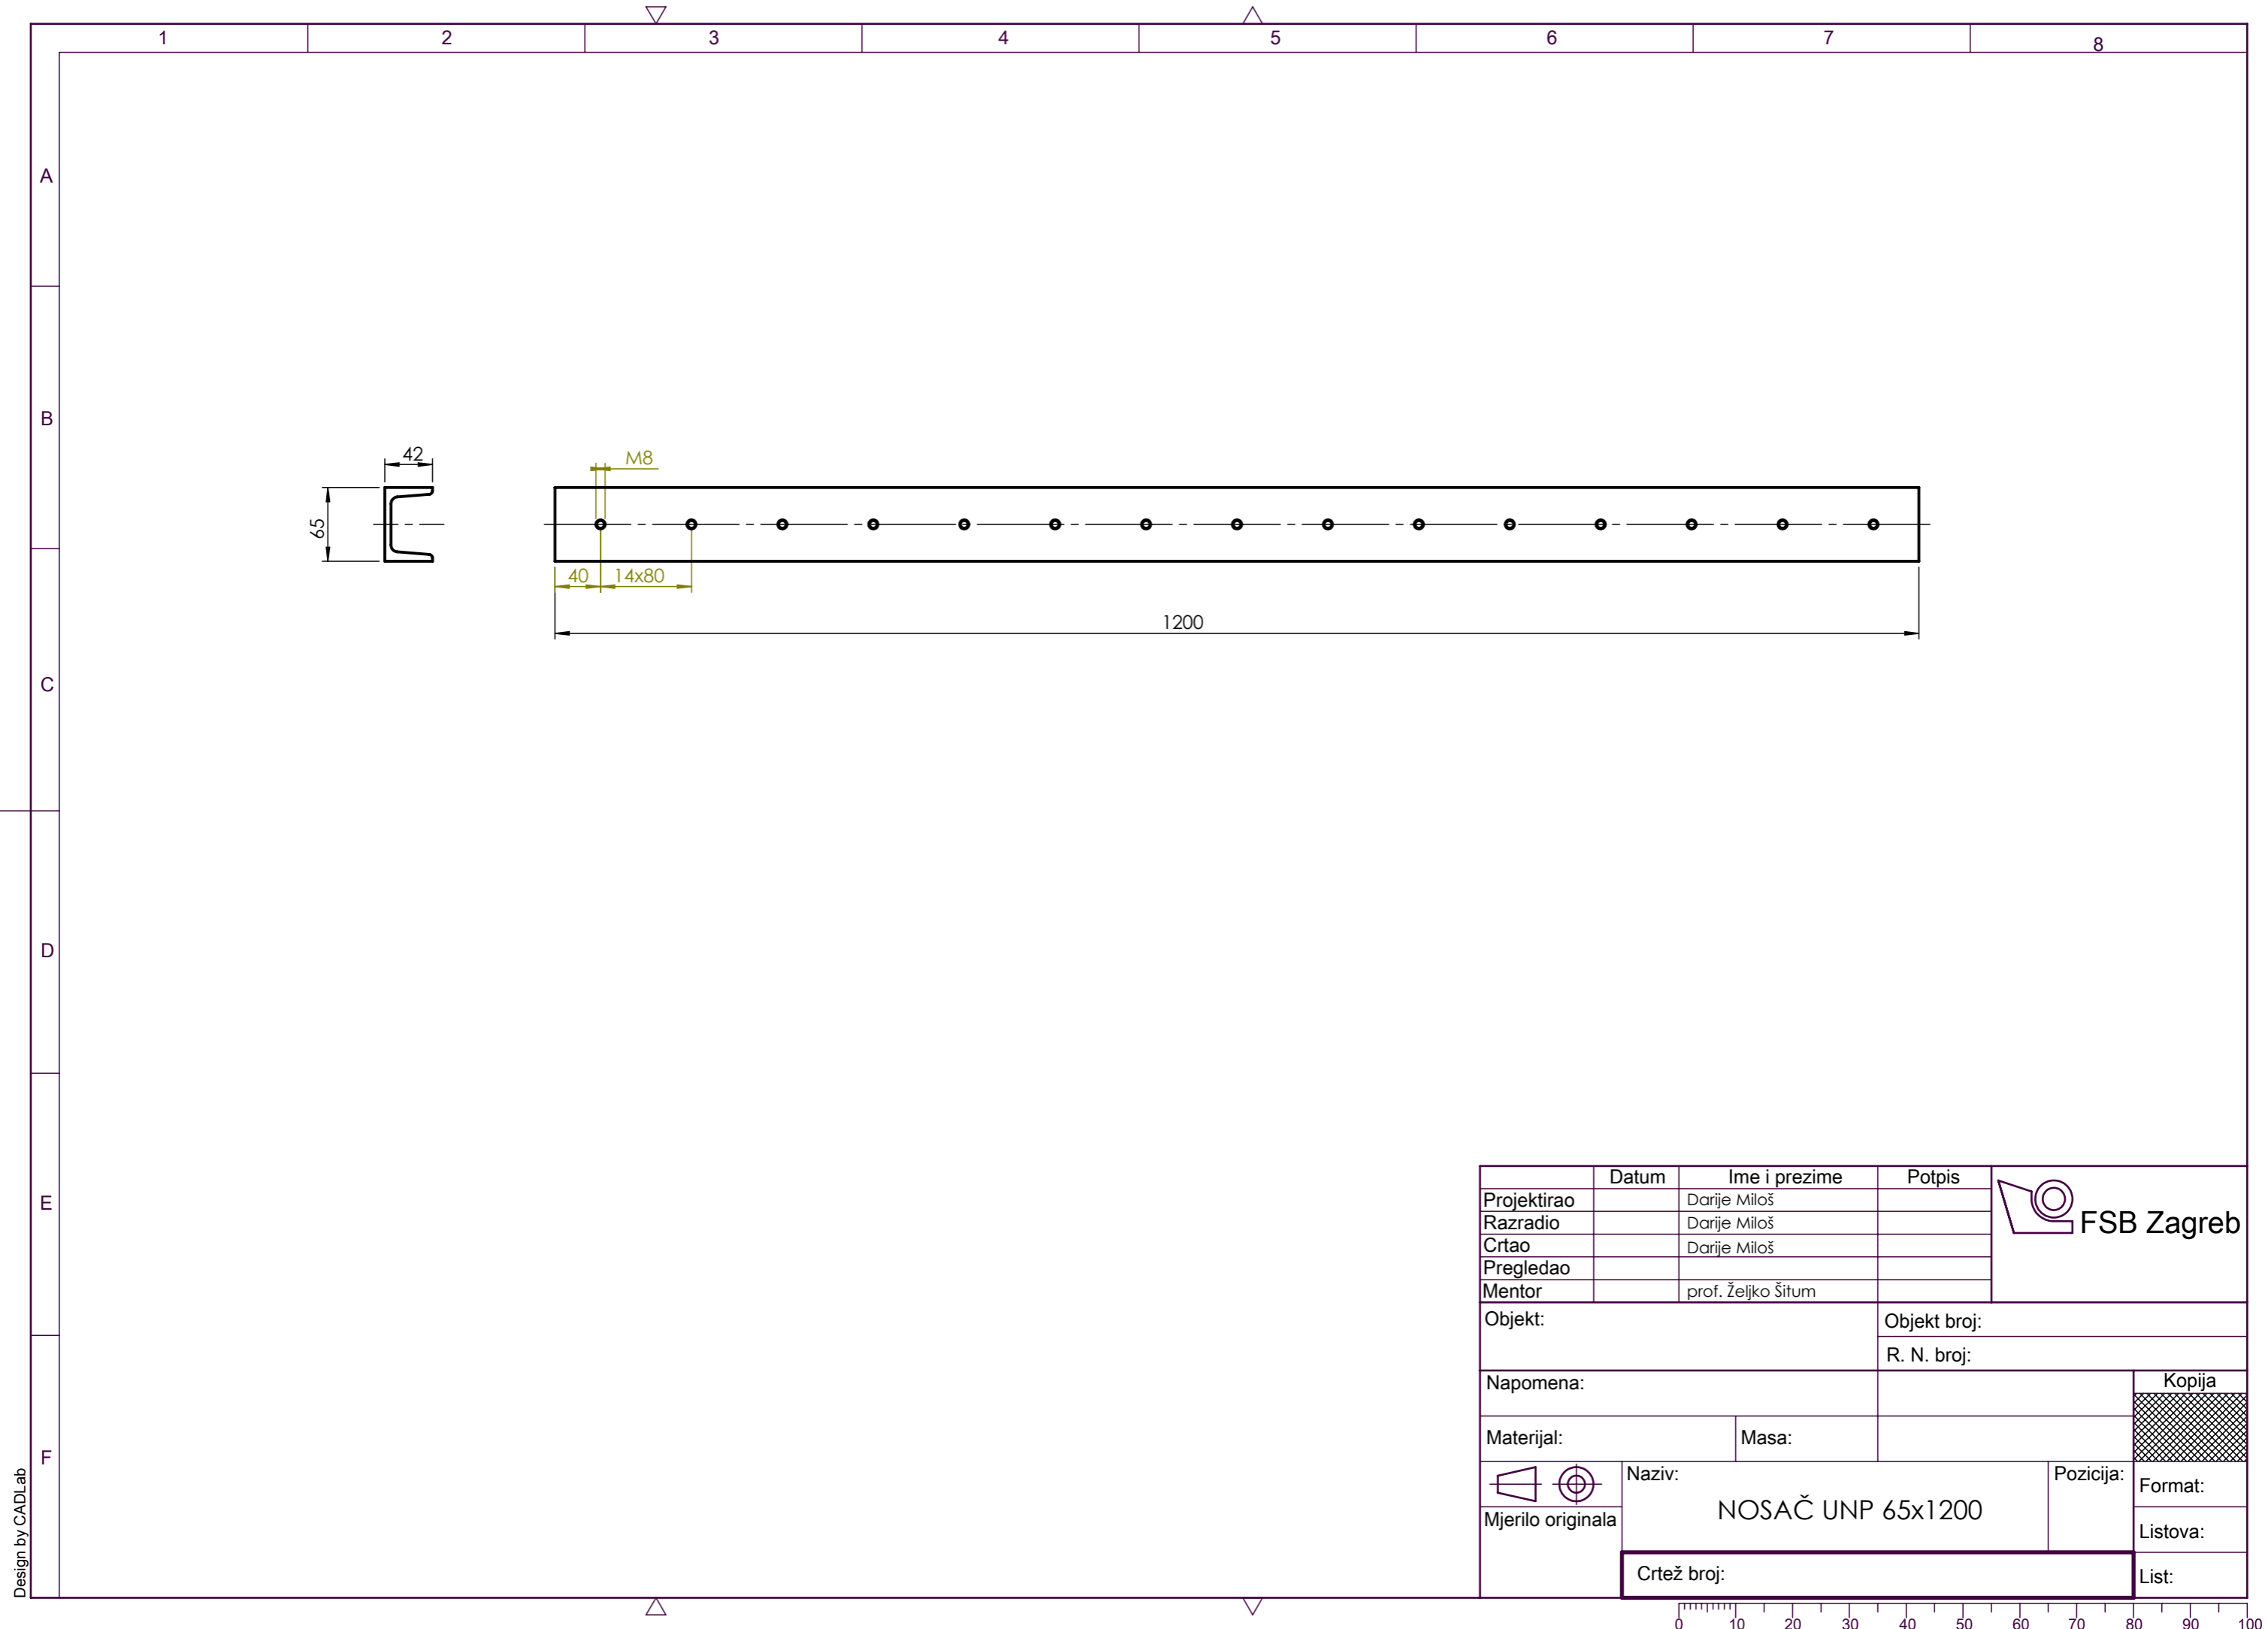 1 2 3 4 5 6 7 8
A
B
C
D
E
F
42
65
M8
40 14x80
1200
Datum Ime i prezime Potpis
Projektirao Darije Miloš
Razradio Darije Miloš
Crtao Darije Miloš
Pregledao
Mentor prof. Željko Šitum
FSB Zagreb
Objekt:
Objekt broj:
R. N. broj:
Napomena:
Kopija
Materijal:
Masa:
Naziv:
Pozicija:
Format:
NOSAČ UNP 65x1200
Mjerilo originala
Listova:
Crtež broj:
List:
Design by CADLab
0 10 20 30 40 50 60 70 80 90 100